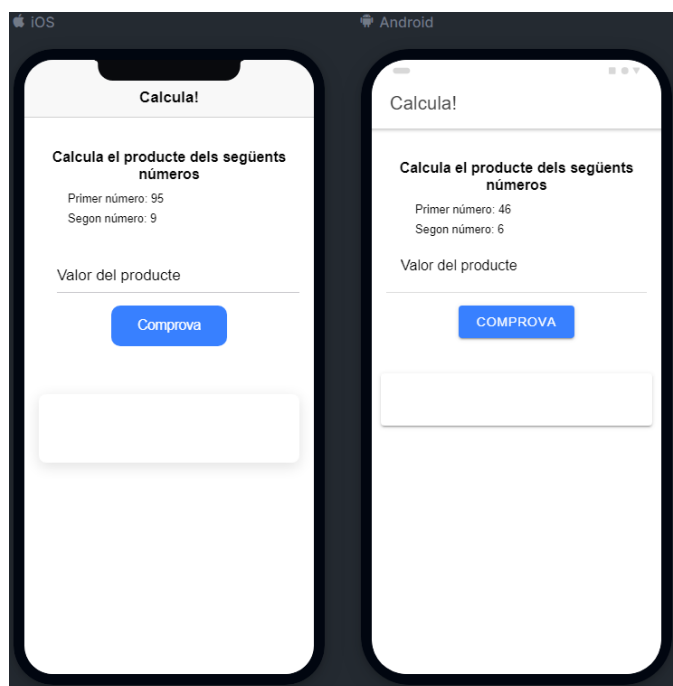 iOS
Calcula!
Calcula el producte dels següents
números
Primer número: 95
Segon número: 9
Valor del producte
Comprova
Android
Calcula!
Calcula el producte dels següents
números
Primer número: 46
Segon número: 6
Valor del producte
COMPROVA